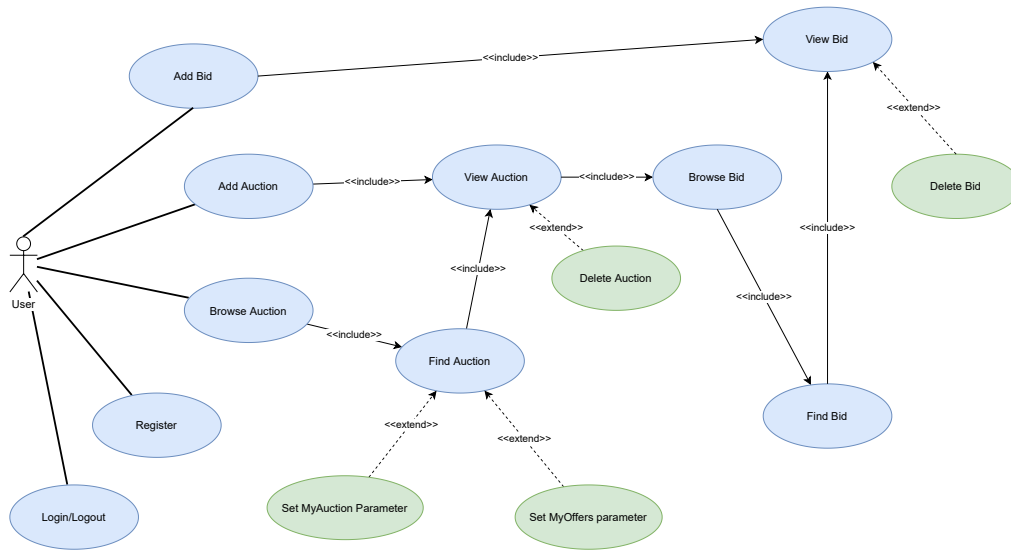 View Bid
<<include>>
Add Bid
<<extend>>
View Auction
<<include>>
Browse Bid
<<include>>
Add Auction
Delete Bid
<<extend>>
<<include>>
<<include>>
Delete Auction
<<include>>
User
Browse Auction
<<include>>
Find Auction
Find Bid
Register
<<extend>>
<<extend>>
Set MyAuction Parameter
Login/Logout
Set MyOffers parameter